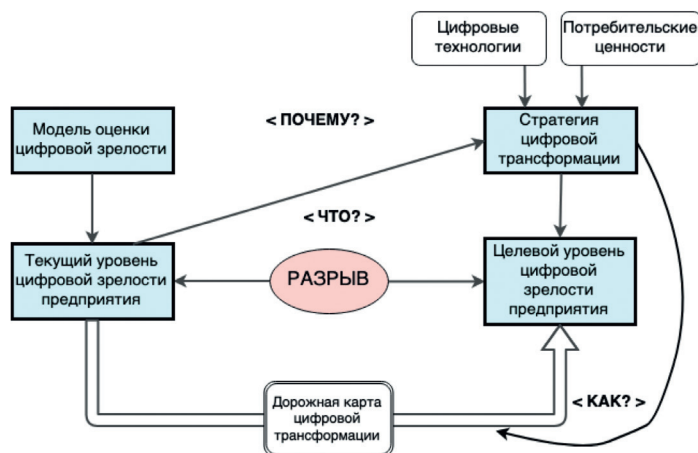 Цифровые
технологии
Потребительские
ценности
< ПОЧЕМУ? >
Модель оценки
цифровой зрелости
Стратегия
цифровой
трансформации
< ЧТО? >
Текущий уровень
цифровой зрелости
предприятия
РАЗРЫВ
Целевой уровень
цифровой
зрелости
предприятия
Дорожная карта
цифровой
трансформации
< КАК? >